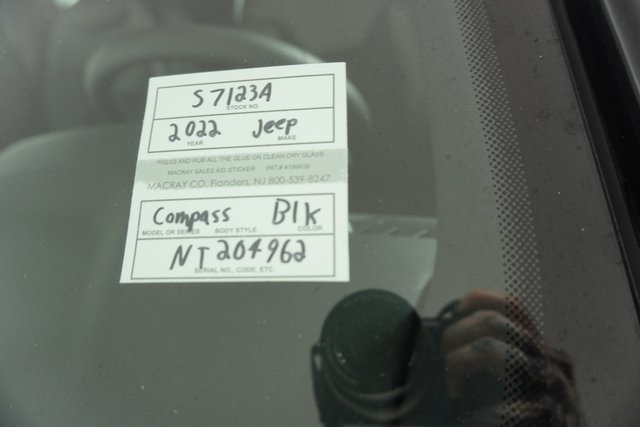 S7123A
STOCK NO.
2022 Jeep
YEAR MAKE
PRESS AND RUB ALL THE GLUE ON CLEAN DRY GLASS
MACRAY SALES AID STICKER PAT #4199638
MACRAY CO. Flanders, NJ 800-539-8247
Compass Blk
MODEL OR SERIES BODY STYLE COLOR
NT204962
SERIAL NO., CODE, ETC.